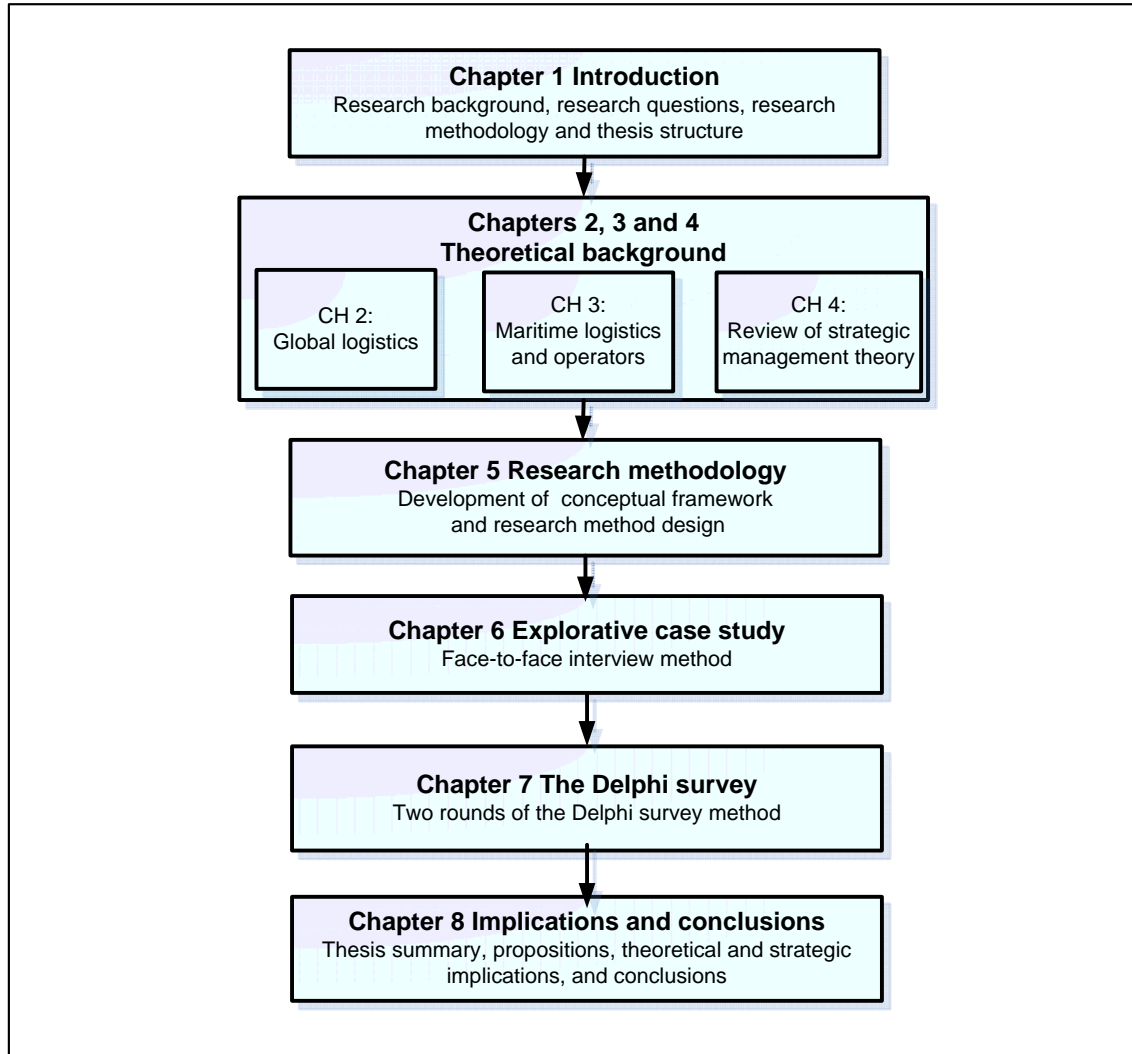 Chapter 1 Introduction
Research background, research questions, research
methodology and thesis structure
Chapters 2, 3 and 4
Theoretical background
CH 2:
Global logistics
CH 3:
Maritime logistics
and operators
CH 4:
Review of strategic
management theory
Chapter 5 Research methodology
Development of conceptual framework
and research method design
Chapter 6 Explorative case study
Face-to-face interview method
Chapter 7 The Delphi survey
Two rounds of the Delphi survey method
Chapter 8 Implications and conclusions
Thesis summary, propositions, theoretical and strategic
implications, and conclusions